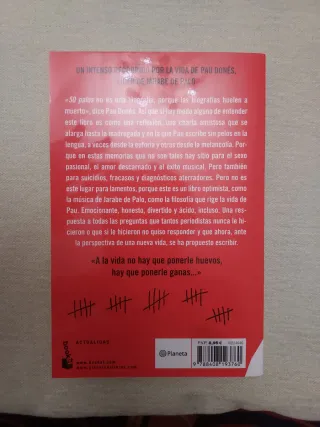 UN INTENSO RECORRIDO POR LA VIDA DE PAU DONÉS,
LÍDER DE JARABE DE PALO
«50 palos no es una biografía, porque las biografías huelen a
muerto», dice Pau Donés. Así que si hay modo alguno de entender
este libro es como una reflexión, una charla amistosa que se
alarga hasta la madrugada y en la que Pau escribe sin pelos en la
lengua, a veces desde la euforia y otras desde la melancolía. Por-
que en estas memorias que no son tales hay sitio para el sexo
pasional, el amor descarnado y el éxito musical. Pero también
para suicidios, fracasos y diagnósticos aterradores. Pero no es
este lugar para lamentos, porque este es un libro optimista, como
la música de Jarabe de Palo, como la filosofía que rige la vida de
Pau. Emocionante, honesto, divertido y ácido, incluso. Una res-
puesta a todas las preguntas que tantos periodistas nunca le hi-
cieron o que si le hicieron no quiso responder y que ahora, ante
la perspectiva de una nueva vida, se ha propuesto escribir.
«A la vida no hay que ponerle huevos,
hay que ponerle ganas...»
ACTUALIDAD
Planeta
9 788408 193760